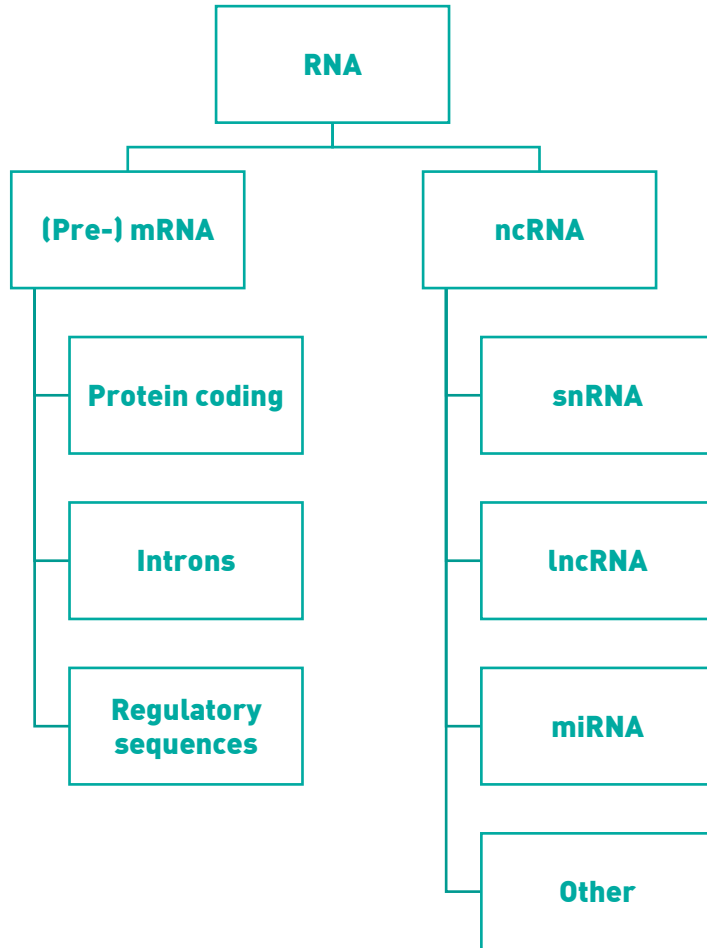 RNA
(Pre-) mRNA
ncRNA
Protein coding
snRNA
Introns
lncRNA
Regulatory
sequences
miRNA
Other